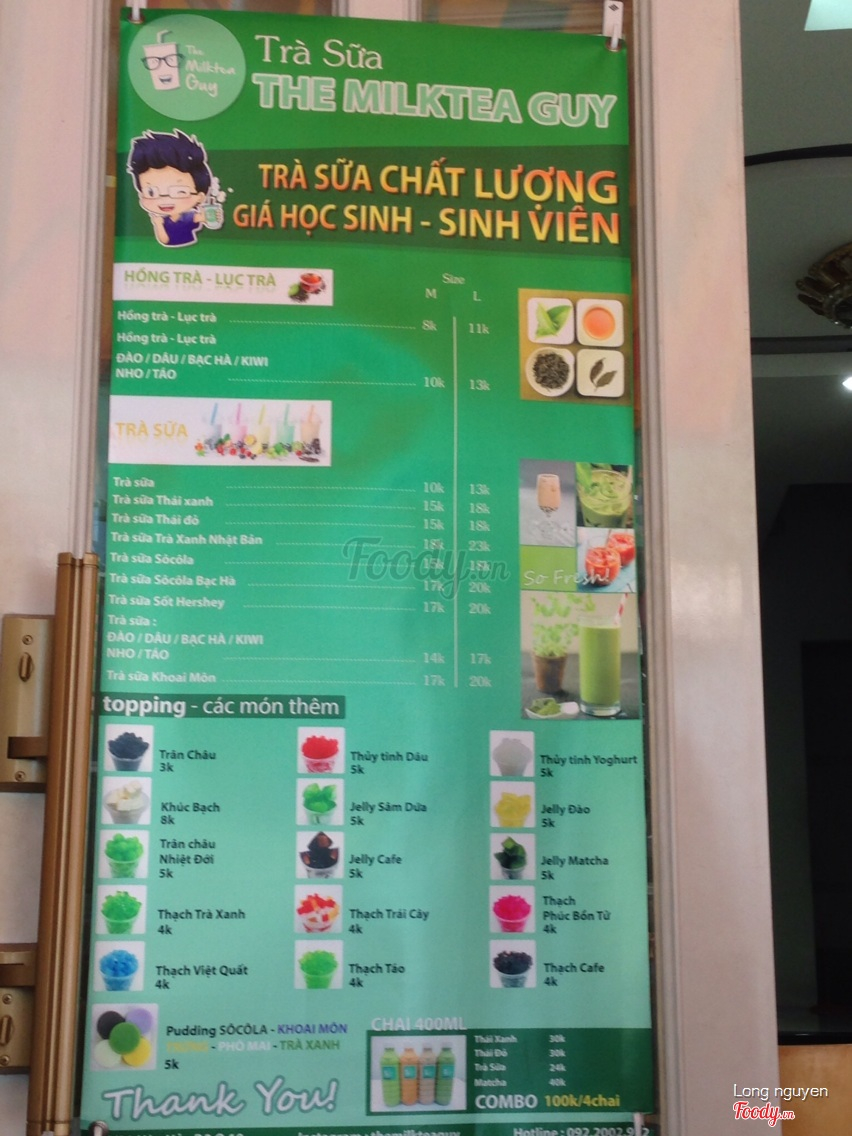 The
Milktea
Guy
Trà Sữa
THE MILKTEA GUY
TRÀ SỮA CHẤT LƯỢNG
GIÁ HỌC SINH - SINH VIÊN
HỒNG TRÀ - LỤC TRÀ
Size
M L
Hồng trà - Lục trà 8k 11k
Hồng trà - Lục trà
ĐÀO / DÂU / BẠC HÀ / KIWI
NHO / TÁO 10k 13k
TRÀ SỮA
Trà sữa 10k 13k
Trà sữa Thái xanh 15k 18k
Trà sữa Thái đỏ 15k 18k
Trà sữa Trà Xanh Nhật Bản 18k 23k
Trà sữa Sôcôla 15k 18k
Trà sữa Sôcôla Bạc Hà 17k 20k
Trà sữa Sốt Hershey 17k 20k
Trà sữa :
ĐÀO / DÂU / BẠC HÀ / KIWI
NHO / TÁO 14k 17k
Trà sữa Khoai Môn 17k 20k
So Fresh!
Foody.vn
topping - các món thêm
Trân Châu
3k
Thủy tinh Dâu
5k
Thủy tinh Yoghurt
5k
Khúc Bạch
8k
Jelly Sâm Dứa
5k
Jelly Đào
5k
Trân châu
Nhiệt Đới
5k
Jelly Cafe
5k
Jelly Matcha
5k
Thạch Trà Xanh
4k
Thạch Trái Cây
4k
Thạch
Phúc Bồn Tử
4k
Thạch Việt Quất
4k
Thạch Táo
4k
Thạch Cafe
4k
Pudding SÔCÔLA - KHOAI MÔN
- PHÔ MAI - TRÀ XANH
5k
CHAI 400ML
Thái Xanh 30k
Thái Đỏ 30k
Trà Sữa 24k
Matcha 40k
COMBO 100k/4chai
Thank You!
Instagram : themilkteaguy
Hotline : 092.2002.9
Long nguyen
Foody.vn